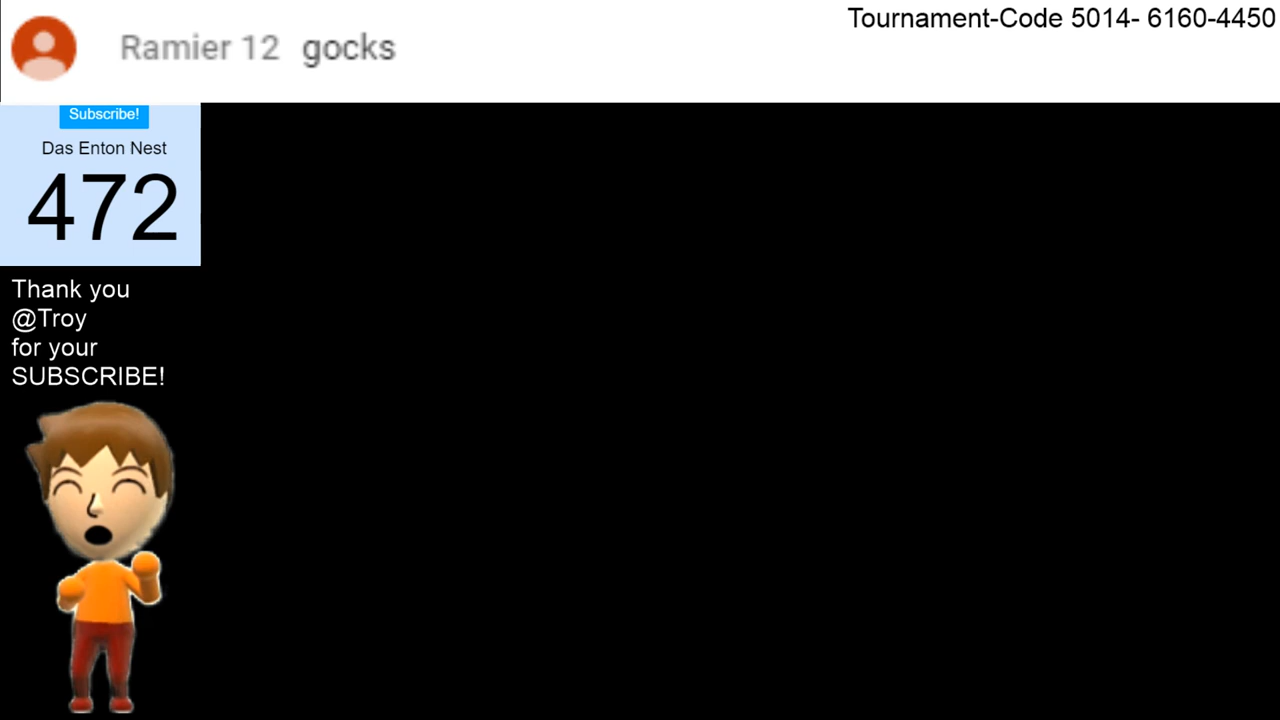 Ramier 12 gocks
Tournament-Code 5014- 6160-4450
Subscribe!
Das Enton Nest
472
Thank you
@Troy
for your
SUBSCRIBE!